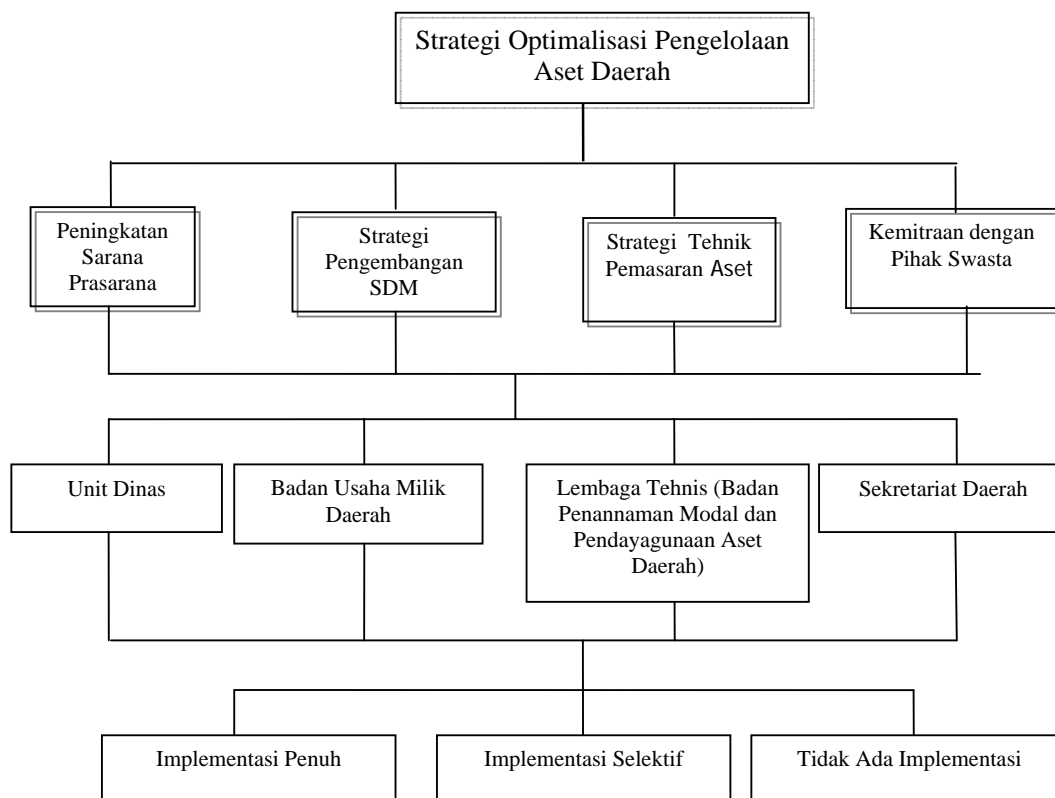 Strategi Optimalisasi Pengelolaan
Aset Daerah
Peningkatan
Sarana
Prasarana
Strategi
Pengembangan
SDM
Strategi Tehnik
Pemasaran Aset
Kemitraan dengan
Pihak Swasta
Unit Dinas
Badan Usaha Milik
Daerah
Lembaga Tehnis (Badan
Penannaman Modal dan
Pendayagunaan Aset
Daerah)
Sekretariat Daerah
Implementasi Penuh
Implementasi Selektif
Tidak Ada Implementasi